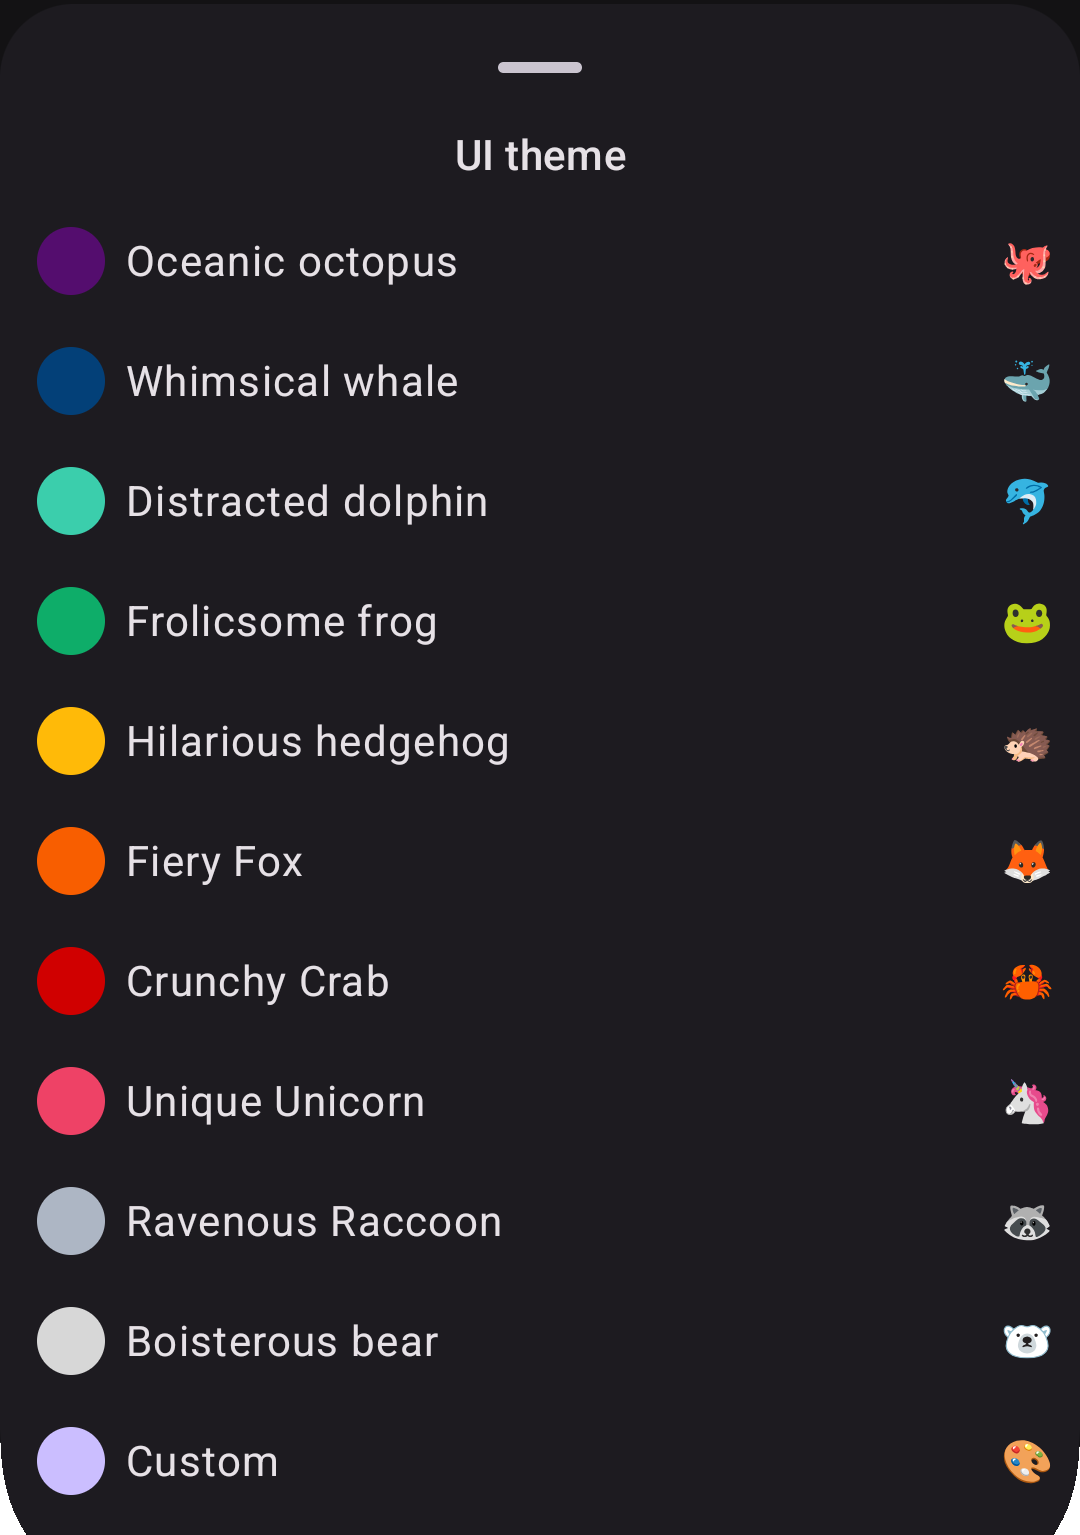 UI theme
Oceanic octopus
Whimsical whale
Distracted dolphin
Frolicsome frog
Hilarious hedgehog
Fiery Fox
Crunchy Crab
Unique Unicorn
Ravenous Raccoon
Boisterous bear
Custom